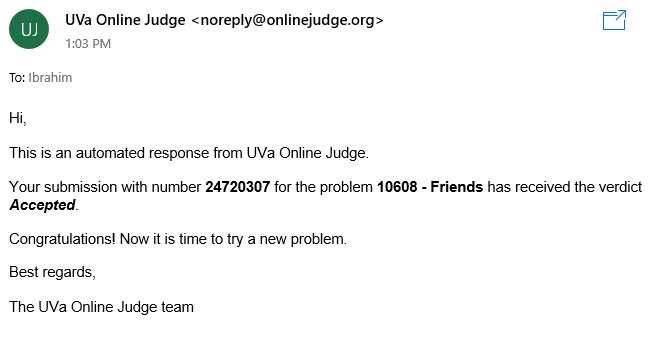 UJ
UVa Online Judge <noreply@onlinejudge.org>
1:03 PM
To: Ibrahim
Hi,
This is an automated response from UVa Online Judge.
Your submission with number 24720307 for the problem 10608 - Friends has received the verdict
Accepted.
Congratulations! Now it is time to try a new problem.
Best regards,
The UVa Online Judge team